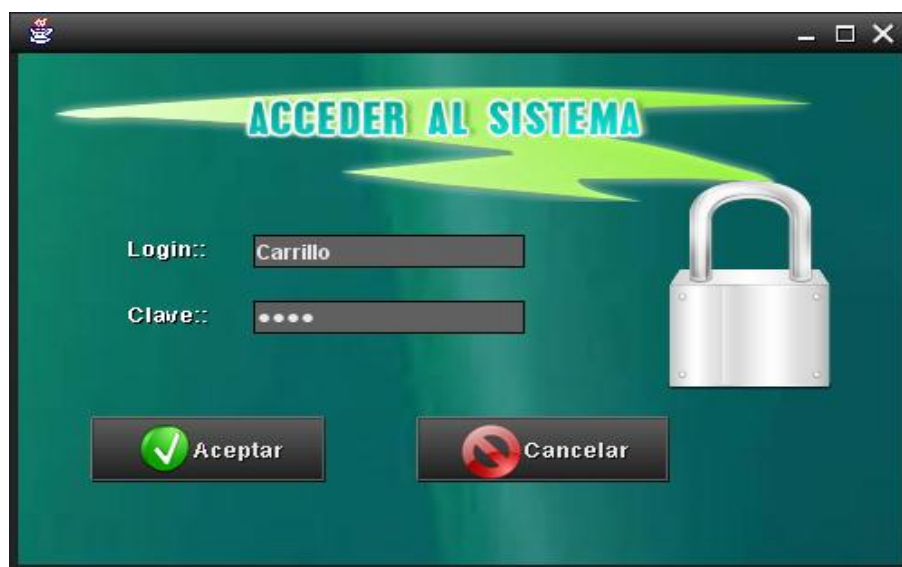 ACCEDER AL SISTEMA
Login::
Carrillo
Clave::
••••
Aceptar
Cancelar